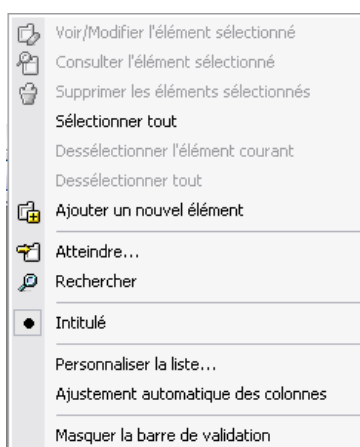 Voir/Modifier l'élément sélectionné
Consulter l'élément sélectionné
Supprimer les éléments sélectionnés
Sélectionner tout
Dessélectionner l'élément courant
Dessélectionner tout
Ajouter un nouvel élément
Atteindre...
Rechercher
Intitulé
Personnaliser la liste...
Ajustement automatique des colonnes
Masquer la barre de validation